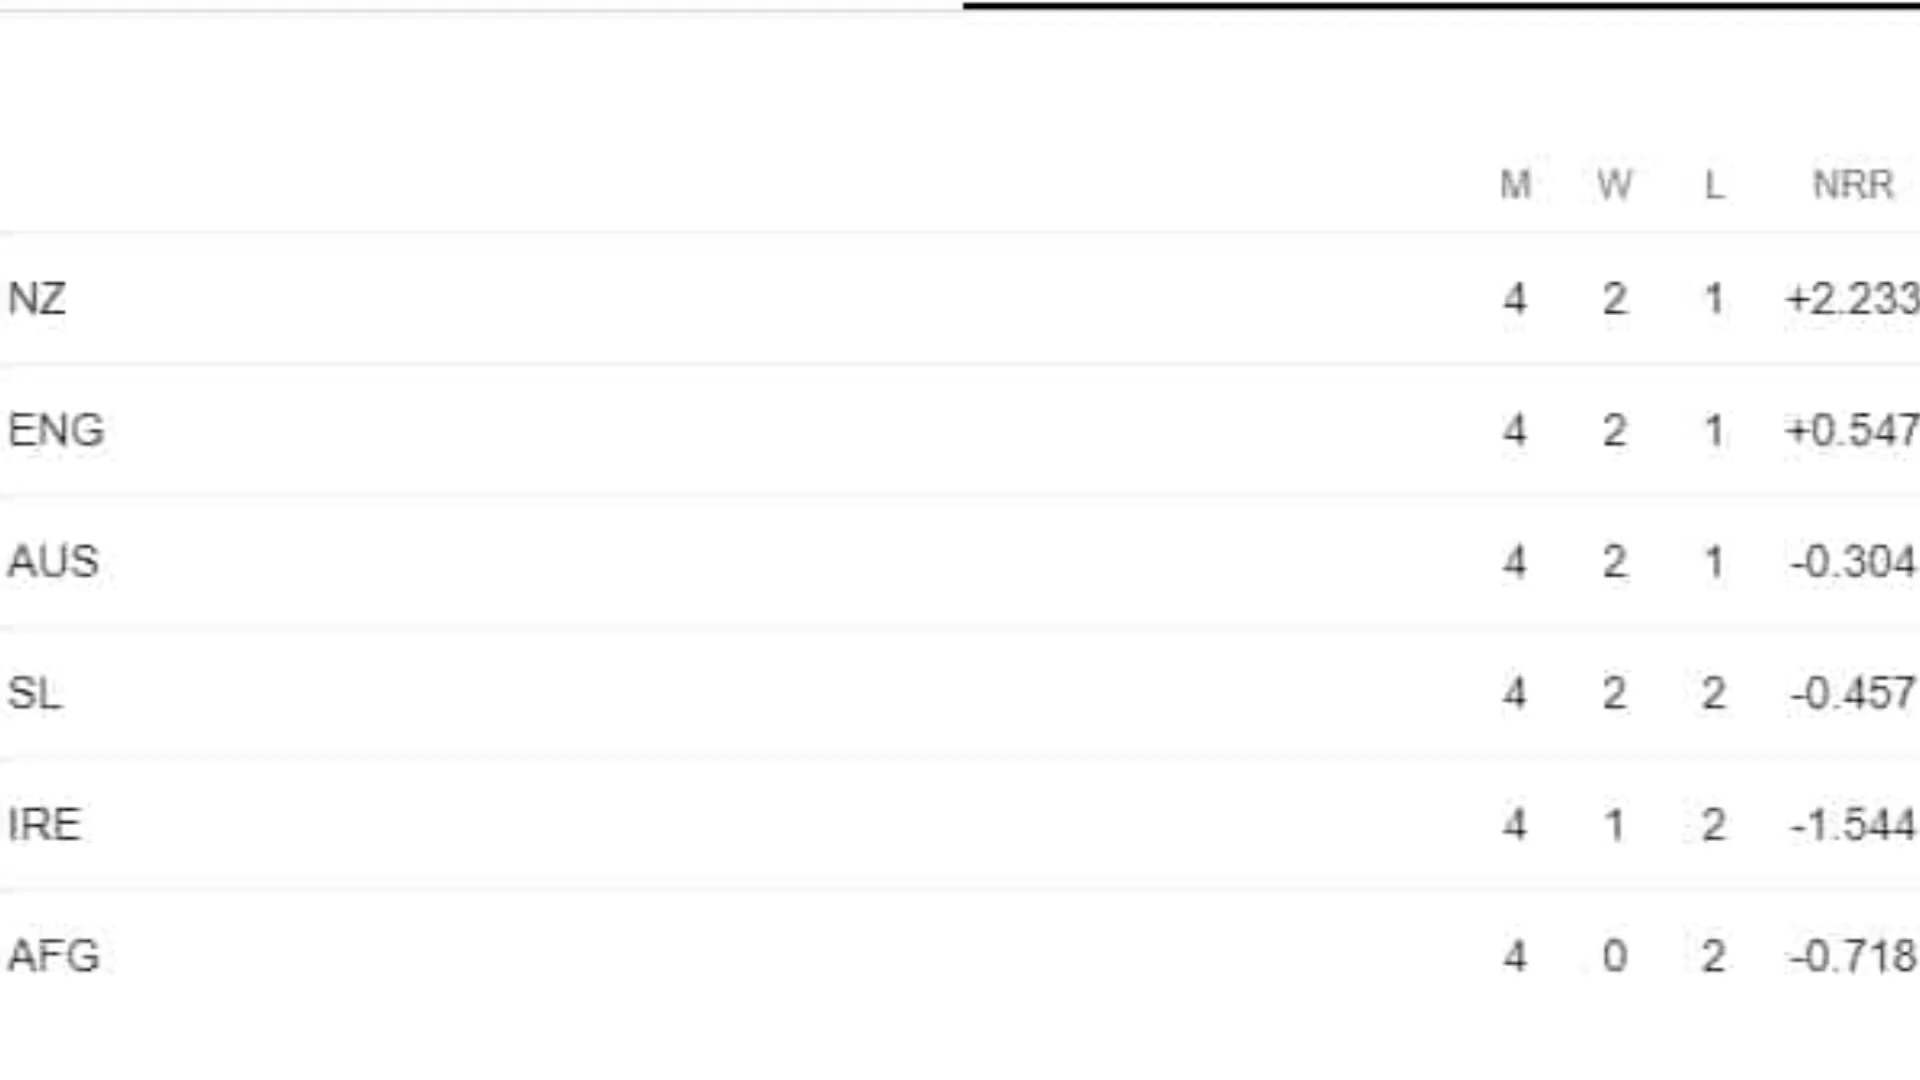 M W L NRR
NZ 4 2 1 +2.233
ENG 4 2 1 +0.547
AUS 4 2 1 -0.304
SL 4 2 2 -0.457
IRE 4 1 2 -1.544
AFG 4 0 2 -0.718